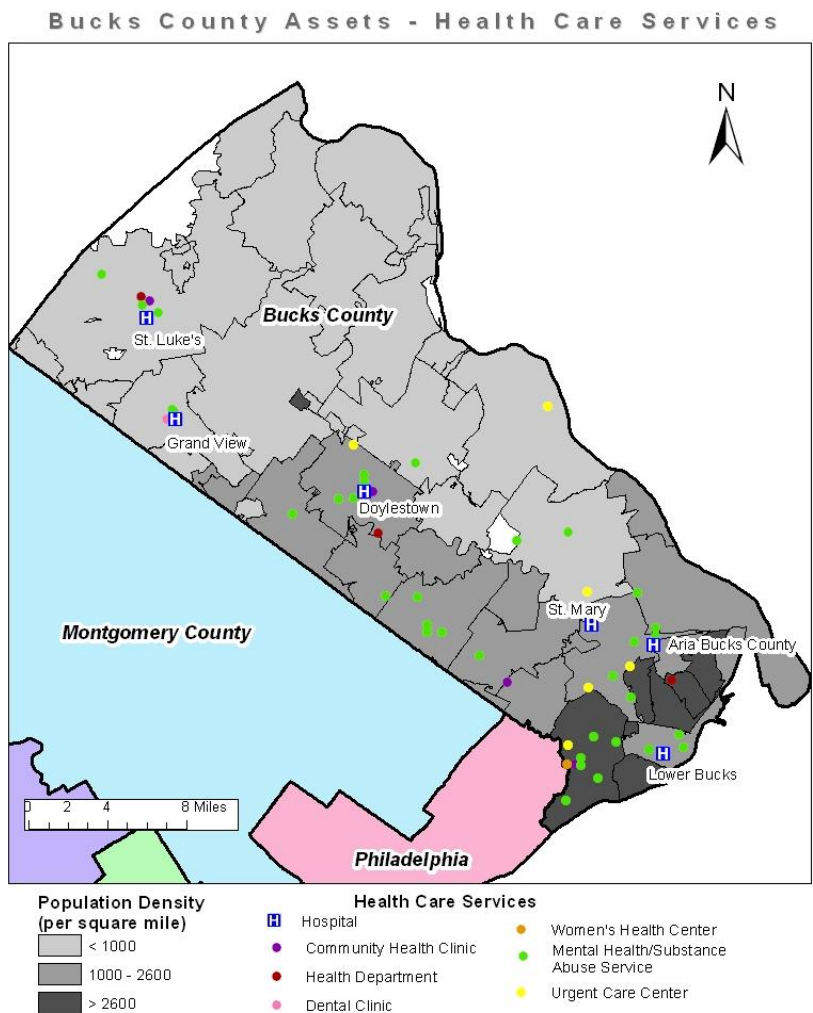 Bucks County Assets - Health Care Services
N
Bucks County
St. Luke's
Grand View
Doylestown
St. Mary
Montgomery County
Aria Bucks County
Lower Bucks
0 2 4 8 Miles
Philadelphia
Population Density
(per square mile)
< 1000
1000 - 2600
> 2600
Health Care Services
H Hospital
Community Health Clinic
Health Department
Dental Clinic
Women's Health Center
Mental Health/Substance
Abuse Service
Urgent Care Center